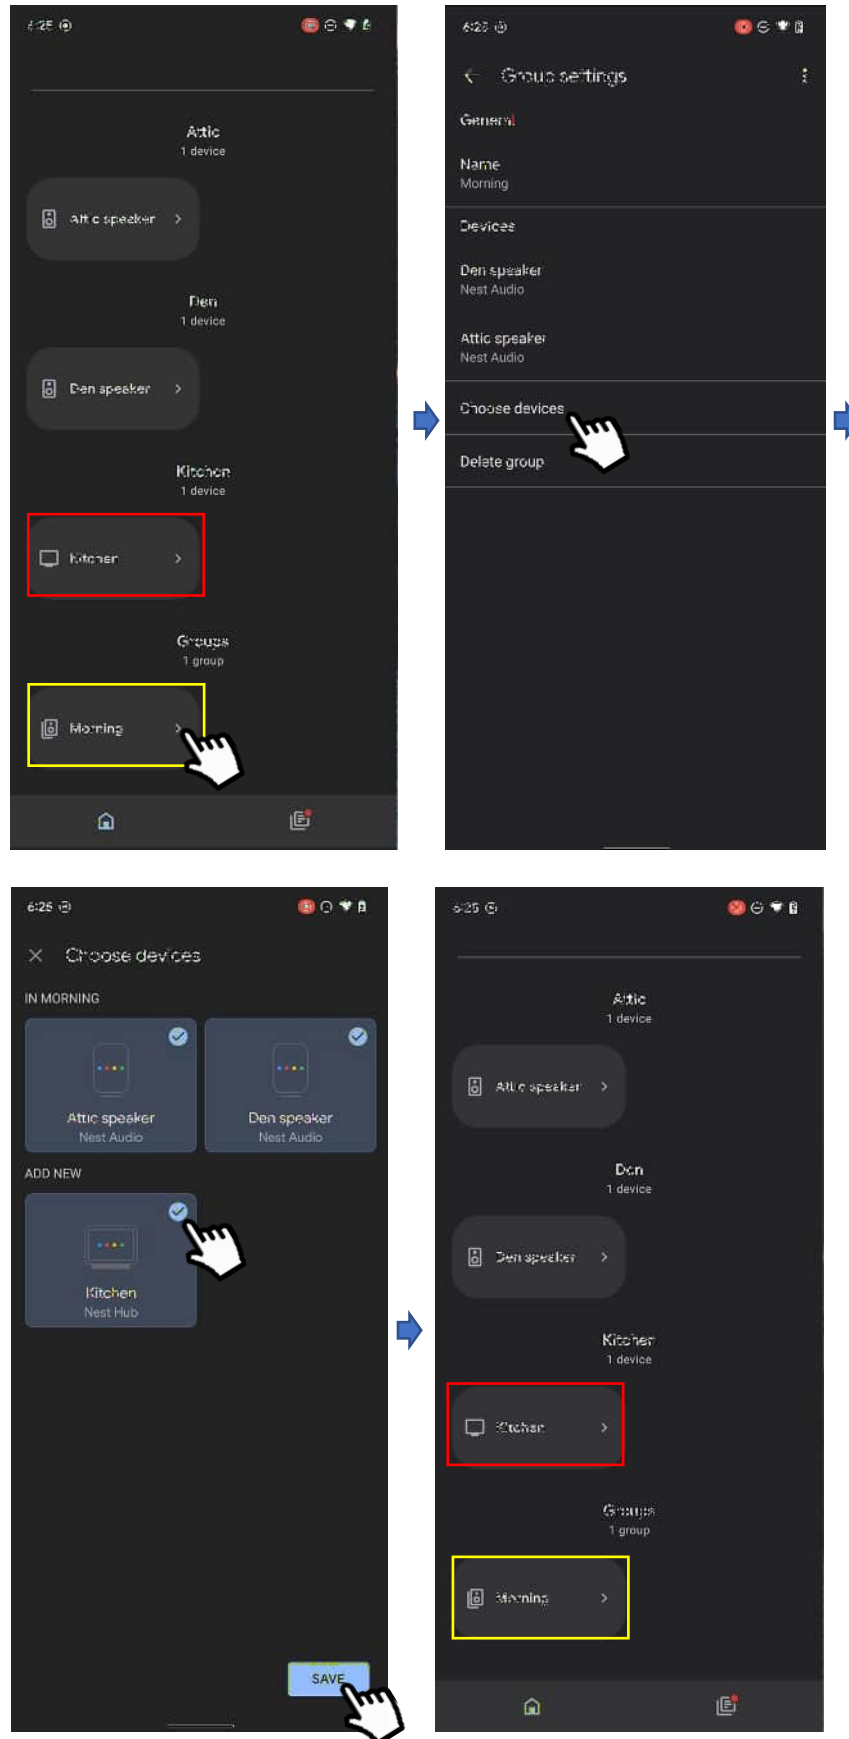 6:25
Attic
1 device
Attic speaker
Den
1 device
Den speaker
Kitchen
1 device
Kitchen
Groups
1 group
Morning
6:25
Group settings
General
Name
Morning
Devices
Den speaker
Nest Audio
Attic speaker
Nest Audio
Choose devices
Delete group
6:25
Choose devices
IN MORNING
Attic speaker
Nest Audio
Den speaker
Nest Audio
ADD NEW
Kitchen
Nest Hub
SAVE
6:25
Attic
1 device
Attic speaker
Den
1 device
Den speaker
Kitchen
1 device
Kitchen
Groups
1 group
Morning